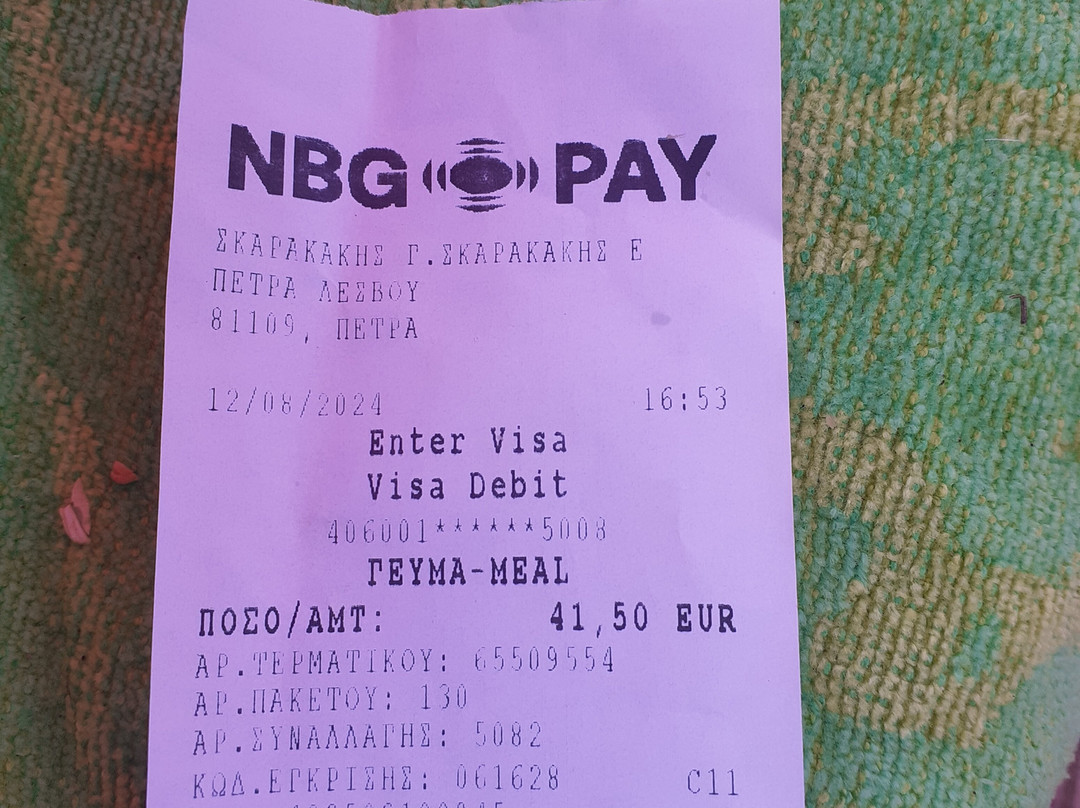 NBG PAY
ΣΚΑΡΑΚΑΚΗΣ Γ.ΣΚΑΡΑΚΑΚΗΣ Ε
ΠΕΤΡΑ ΛΕΣΒΟΥ
81109, ΠΕΤΡΑ
12/08/2024 16:53
Enter Visa
Visa Debit
406001******5008
ΓΕΥΜΑ-MEAL
ΠΟΣΟ/AMT: 41,50 EUR
ΑΡ.ΤΕΡΜΑΤΙΚΟΥ: 65509554
ΑΡ.ΠΑΚΕΤΟΥ: 130
ΑΡ.ΣΥΝΑΛΛΑΓΗΣ: 5082
ΚΩΔ.ΕΓΚΡΙΣΗΣ: 061628 C11